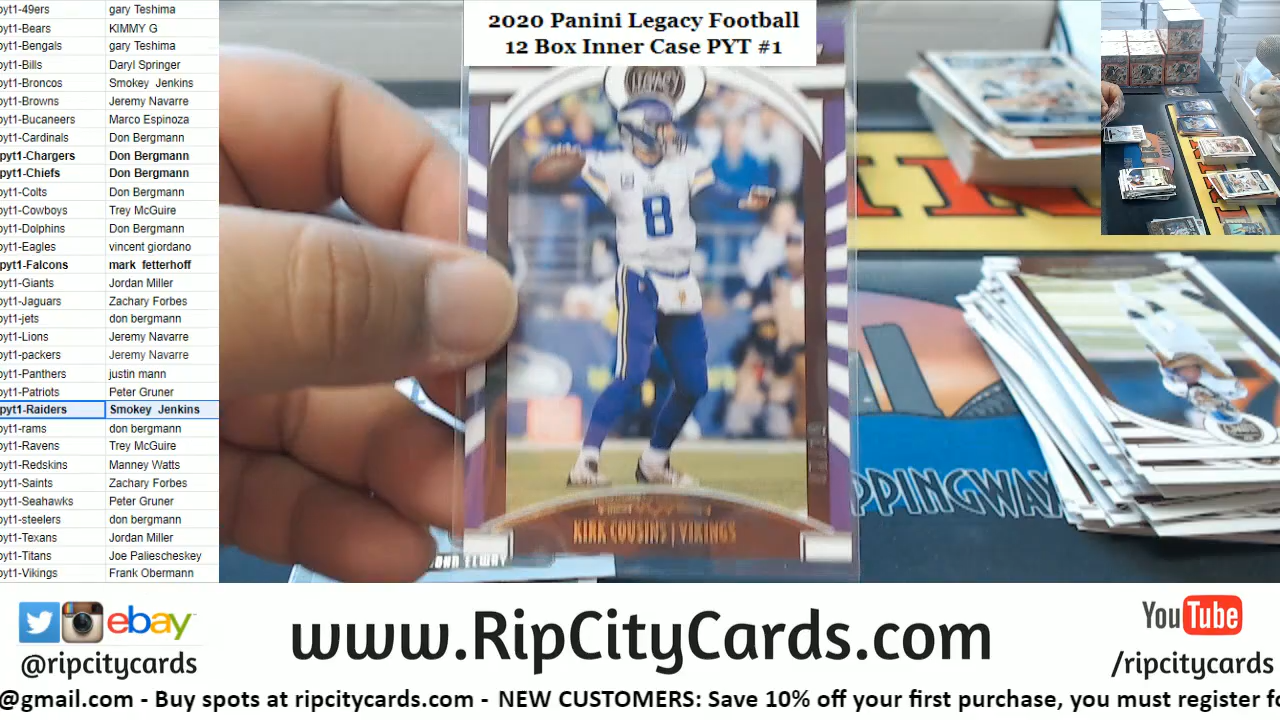 pyt1-49ers gary Teshima
pyt1-Bears KIMMY G
pyt1-Bengals gary Teshima
pyt1-Bills Daryl Springer
pyt1-Broncos Smokey Jenkins
pyt1-Browns Jeremy Navarre
pyt1-Bucaneers Marco Espinoza
pyt1-Cardinals Don Bergmann
pyt1-Chargers Don Bergmann
pyt1-Chiefs Don Bergmann
pyt1-Colts Don Bergmann
pyt1-Cowboys Trey McGuire
pyt1-Dolphins Don Bergmann
pyt1-Eagles vincent giordano
pyt1-Falcons mark fetterhoff
pyt1-Giants Jordan Miller
pyt1-Jaguars Zachary Forbes
pyt1-jets don bergmann
pyt1-Lions Jeremy Navarre
pyt1-packers Jeremy Navarre
pyt1-Panthers justin mann
pyt1-Patriots Peter Gruner
pyt1-Raiders Smokey Jenkins
pyt1-rams don bergmann
pyt1-Ravens Trey McGuire
pyt1-Redskins Manney Watts
pyt1-Saints Zachary Forbes
pyt1-Seahawks Peter Gruner
pyt1-steelers don bergmann
pyt1-Texans Jordan Miller
pyt1-Titans Joe Paliescheskey
pyt1-Vikings Frank Obermann
2020 Panini Legacy Football
12 Box Inner Case PYT #1
LEGACY
8
KIRK COUSINS | VIKINGS
JOHN ELWAY
PPINGWAX
ebay
@ripcitycards
www.RipCityCards.com
YouTube
/ripcitycards
@gmail.com - Buy spots at ripcitycards.com - NEW CUSTOMERS: Save 10% off your first purchase, you must register fo